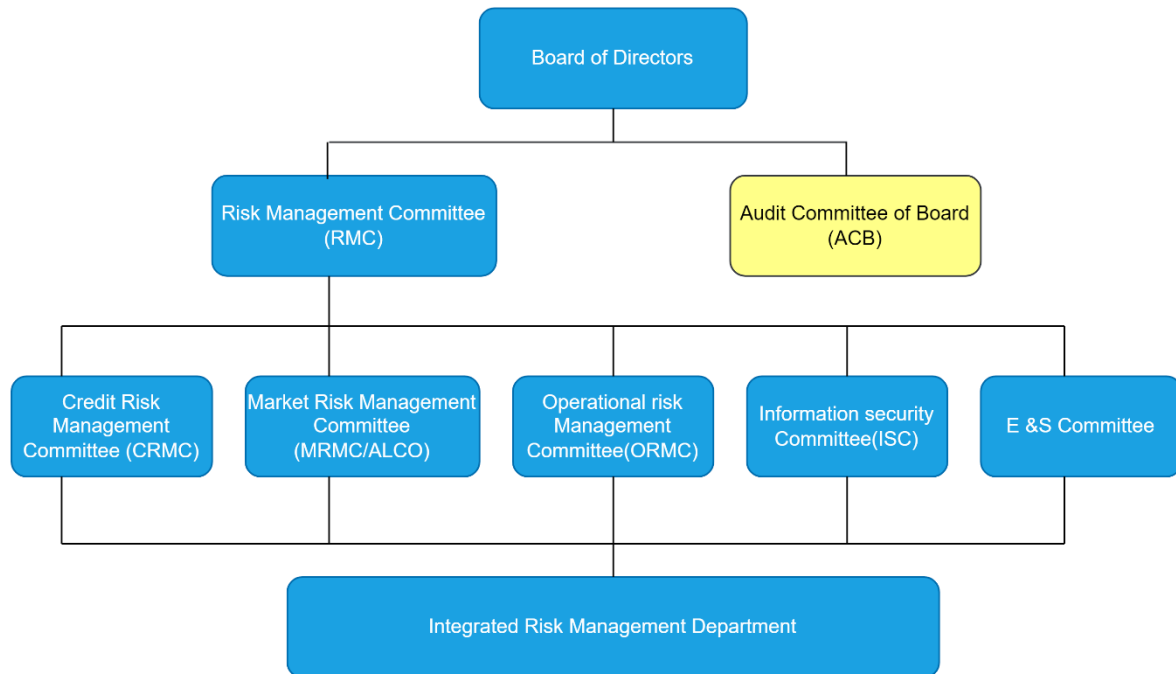 Board of Directors
Risk Management Committee
(RMC)
Audit Committee of Board
(ACB)
Credit Risk
Management
Committee (CRMC)
Market Risk Management
Committee
(MRMC/ALCO)
Operational risk
Management
Committee(ORMC)
Information security
Committee(ISC)
E &S Committee
Integrated Risk Management Department